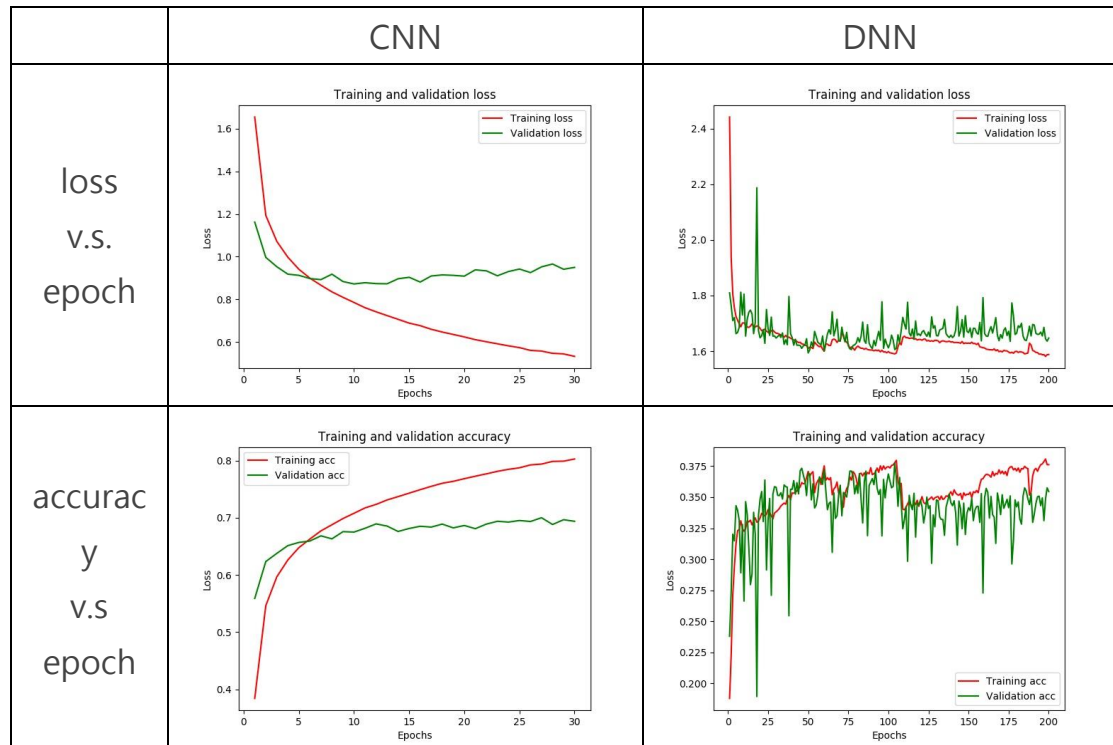 CNN
DNN
loss
v.s.
epoch
Training and validation loss
Training loss
Validation loss
1.6
1.4
1.2
1.0
0.8
0.6
Loss
0
5
10
15
20
25
30
Epochs
Training and validation loss
Training loss
Validation loss
2.4
2.2
2.0
1.8
1.6
Loss
0
25
50
75
100
125
150
175
200
Epochs
accurac
y
v.s
epoch
Training and validation accuracy
Training acc
Validation acc
0.8
0.7
0.6
0.5
0.4
Loss
0
5
10
15
20
25
30
Epochs
Training and validation accuracy
0.375
0.350
0.325
0.300
0.275
0.250
0.225
0.200
Loss
Training acc
Validation acc
0
25
50
75
100
125
150
175
200
Epochs